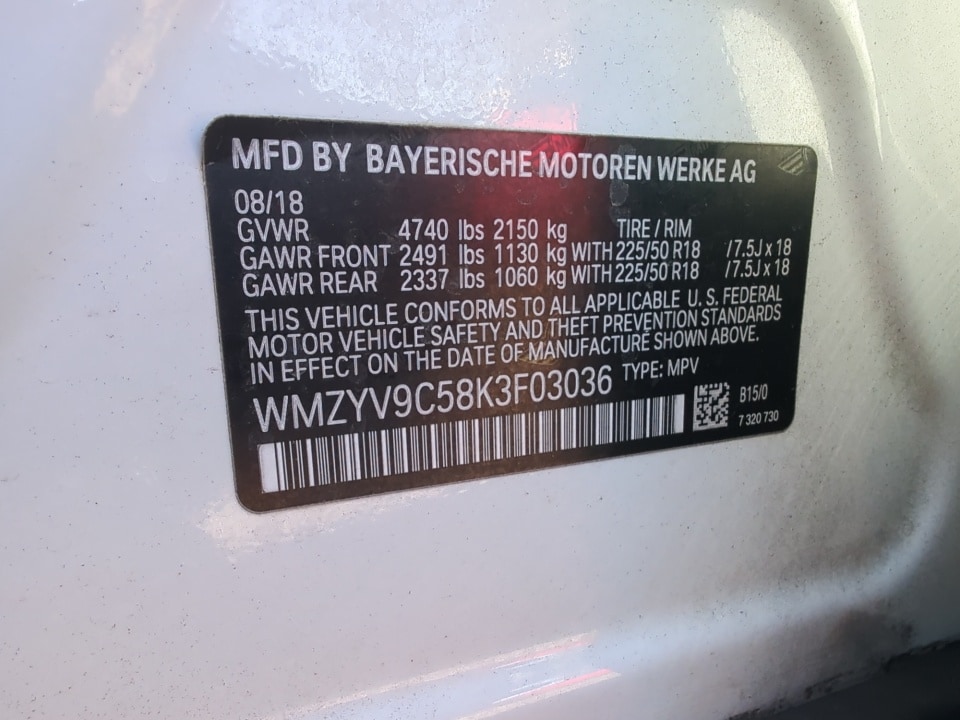 MFD BY BAYERISCHE MOTOREN WERKE AG
08/18
GVWR 4740 lbs 2150 kg TIRE / RIM
GAWR FRONT 2491 lbs 1130 kg WITH 225/50 R18 /7.5J x 18
GAWR REAR 2337 lbs 1060 kg WITH 225/50 R18 /7.5J x 18
THIS VEHICLE CONFORMS TO ALL APPLICABLE U. S. FEDERAL
MOTOR VEHICLE SAFETY AND THEFT PREVENTION STANDARDS
IN EFFECT ON THE DATE OF MANUFACTURE SHOWN ABOVE.
WMZYV9C58K3F03036 TYPE: MPV
B15/0
7 320 730